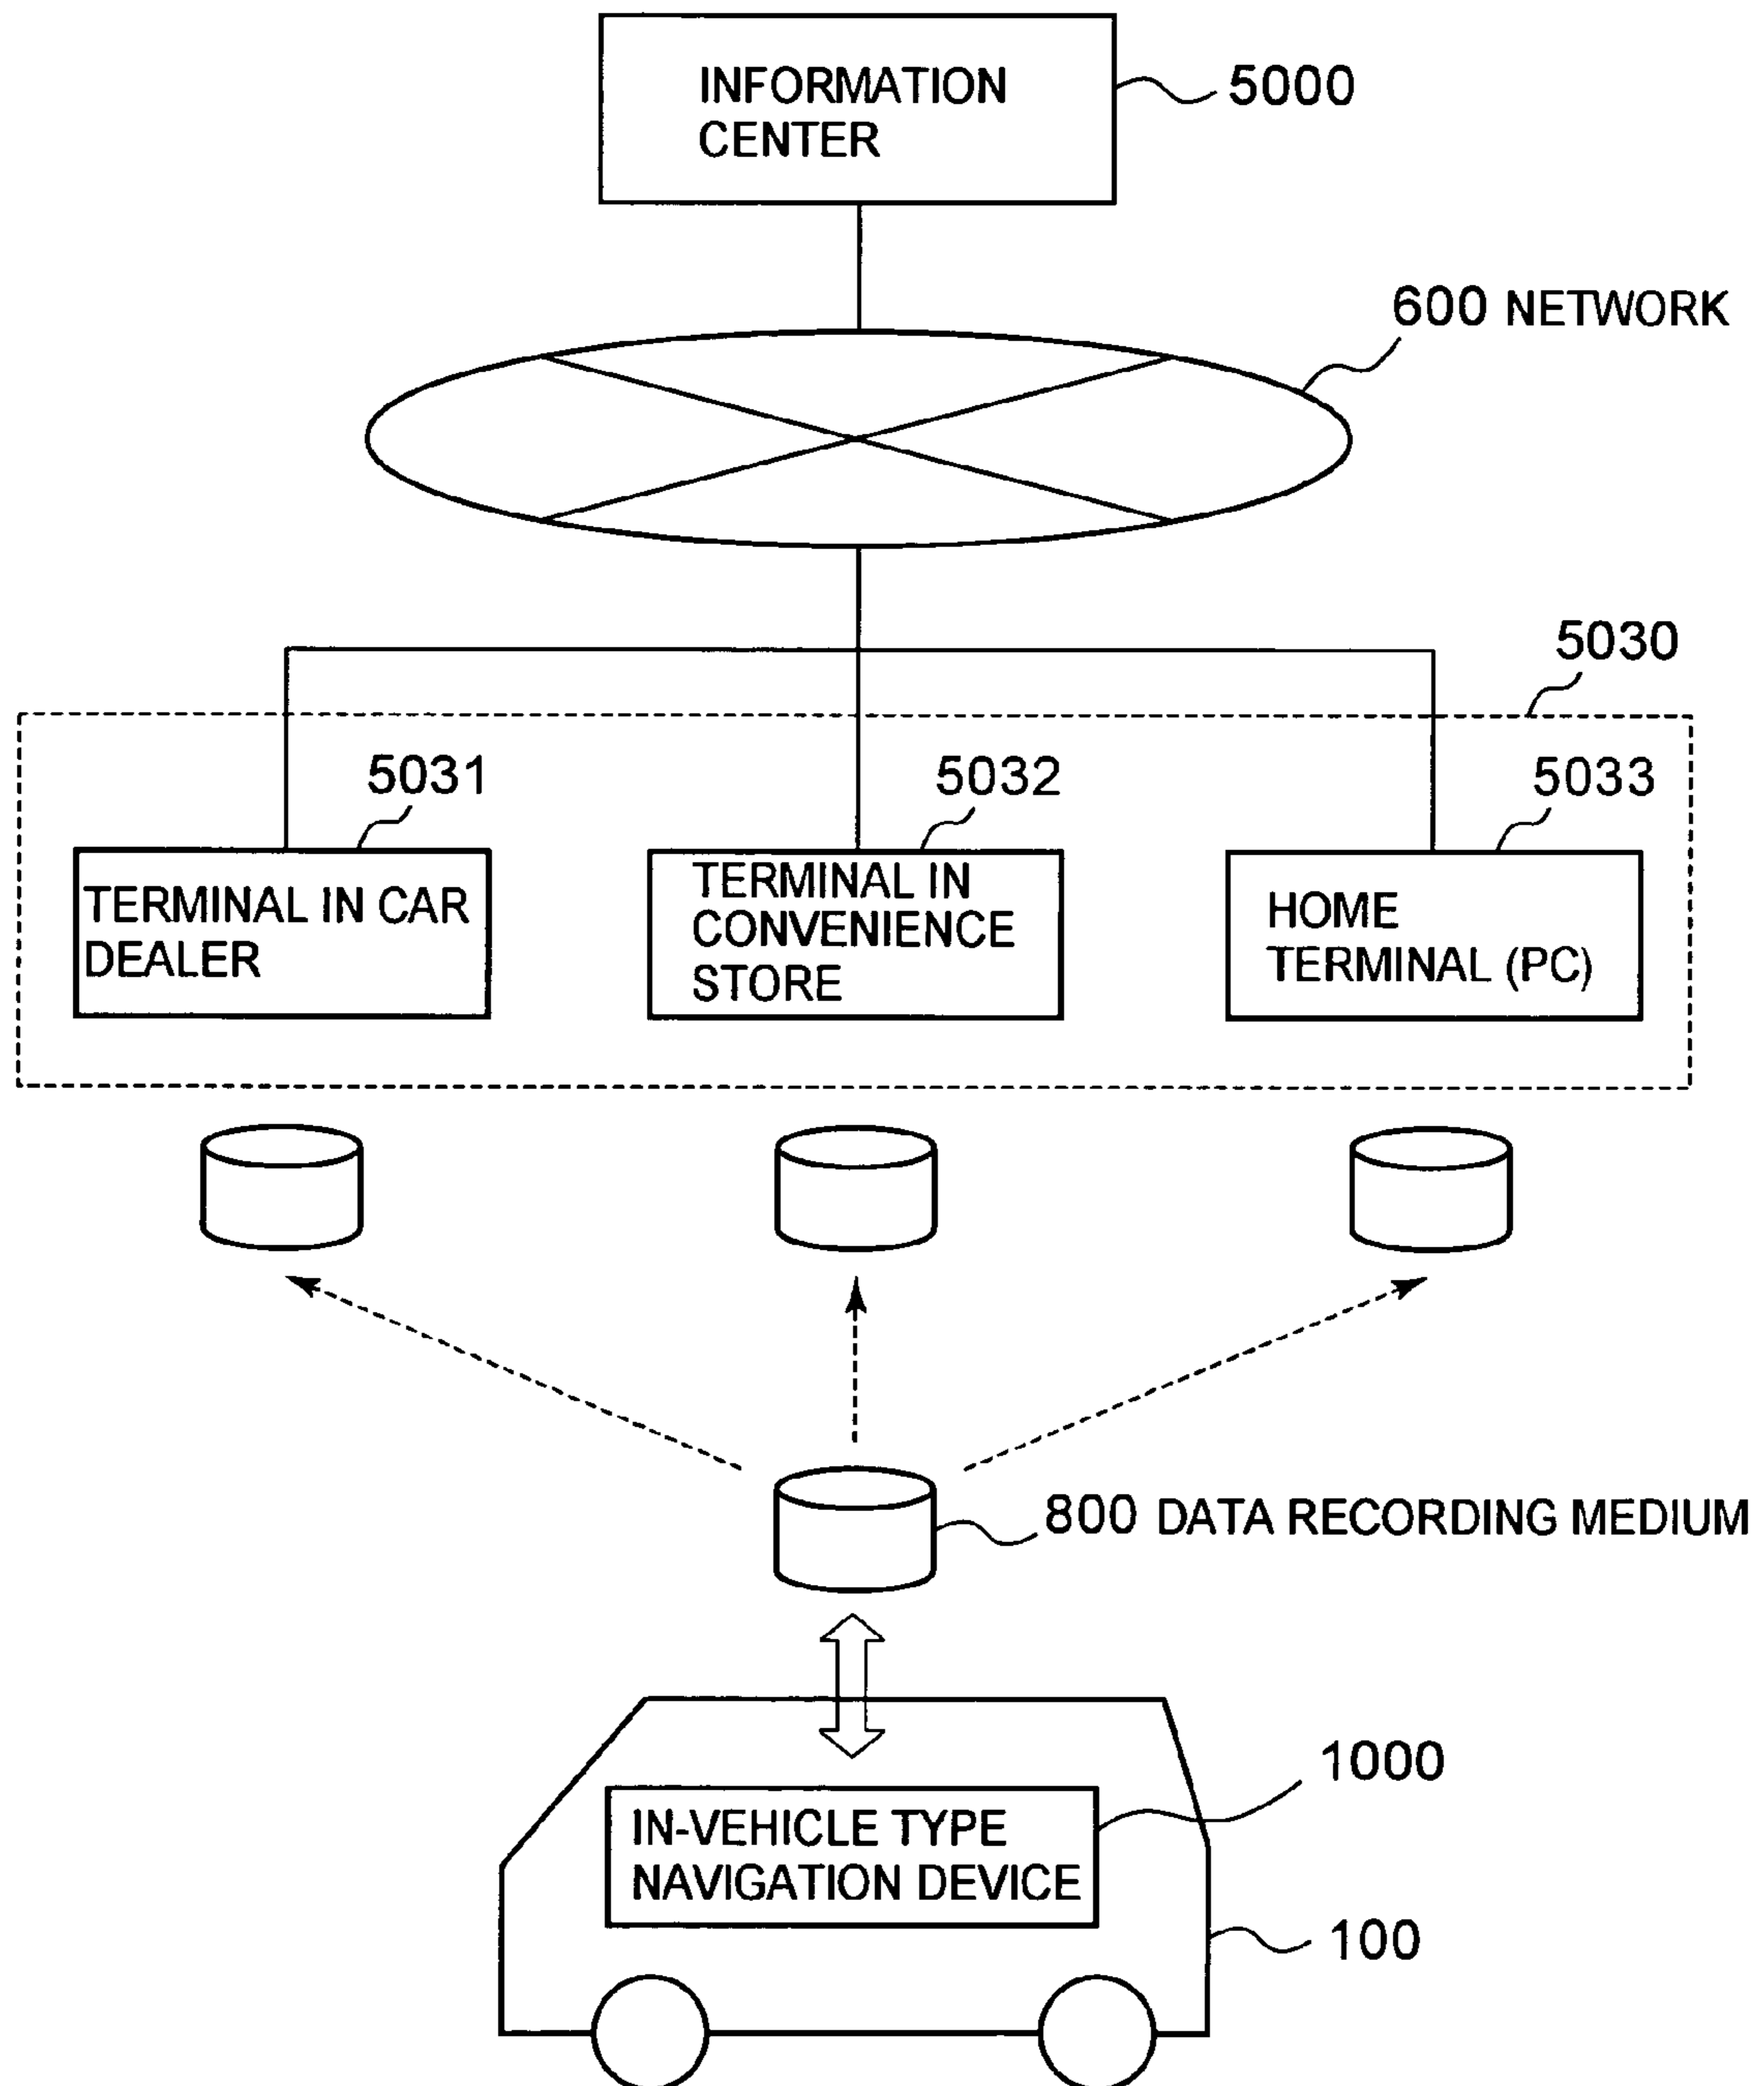 INFORMATION
CENTER
5000
600 NETWORK
5030
5031
5032
5033
TERMINAL IN CAR
DEALER
TERMINAL IN
CONVENIENCE
STORE
HOME
TERMINAL (PC)
800 DATA RECORDING MEDIUM
1000
IN-VEHICLE TYPE
NAVIGATION DEVICE
100